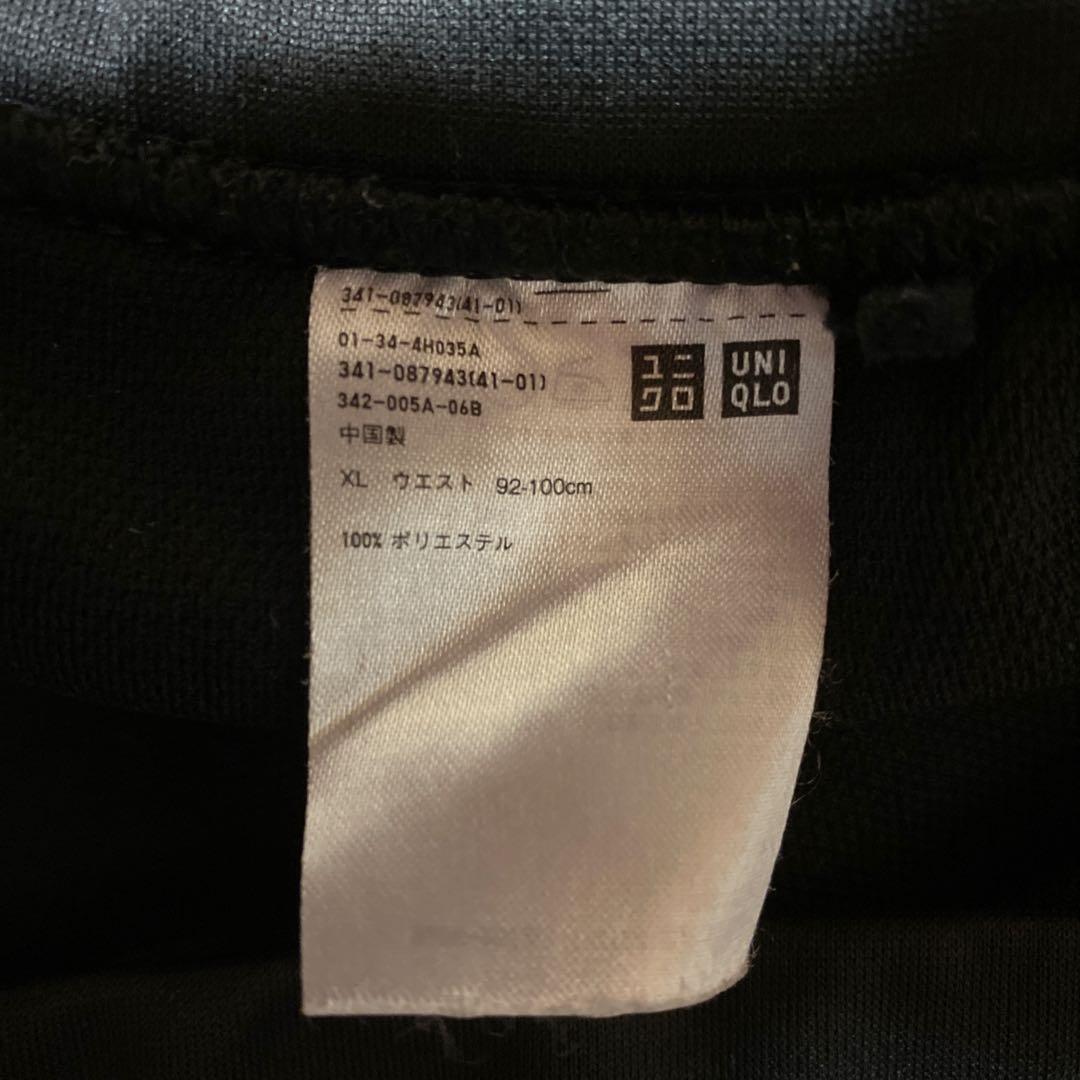 341-087943(41-01)
01-34-4H035A
341-087943(41-01)
342-005A-06B
中国製
ユニ
クロ
UNI
QLO
XL ウエスト 92-100cm
100% ポリエステル